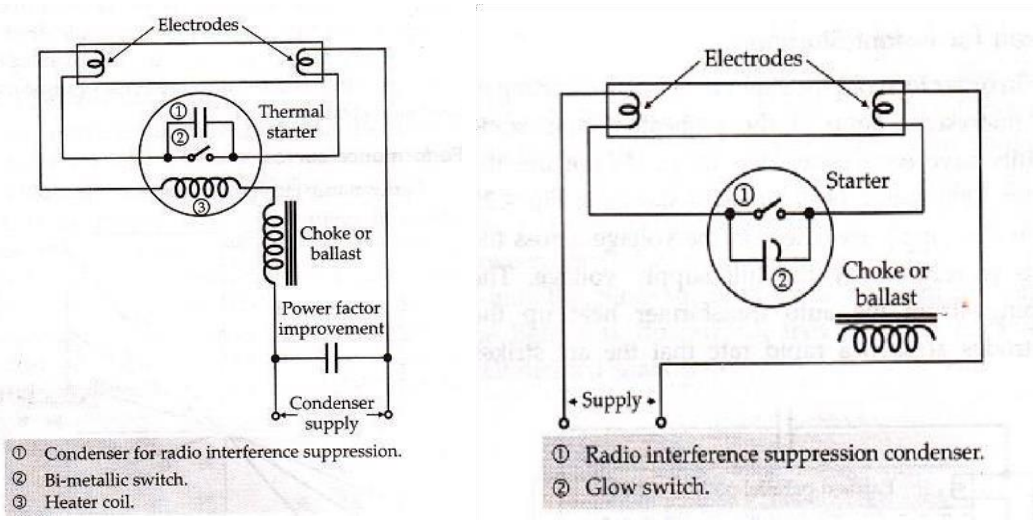 Electrodes
①
②
Thermal
starter
③
Choke or
ballast
Power factor
improvement
Condenser
supply
① Condenser for radio interference suppression.
② Bi-metallic switch.
③ Heater coil.
Electrodes
①
Starter
②
Choke or
ballast
Supply
① Radio interference suppression condenser.
② Glow switch.